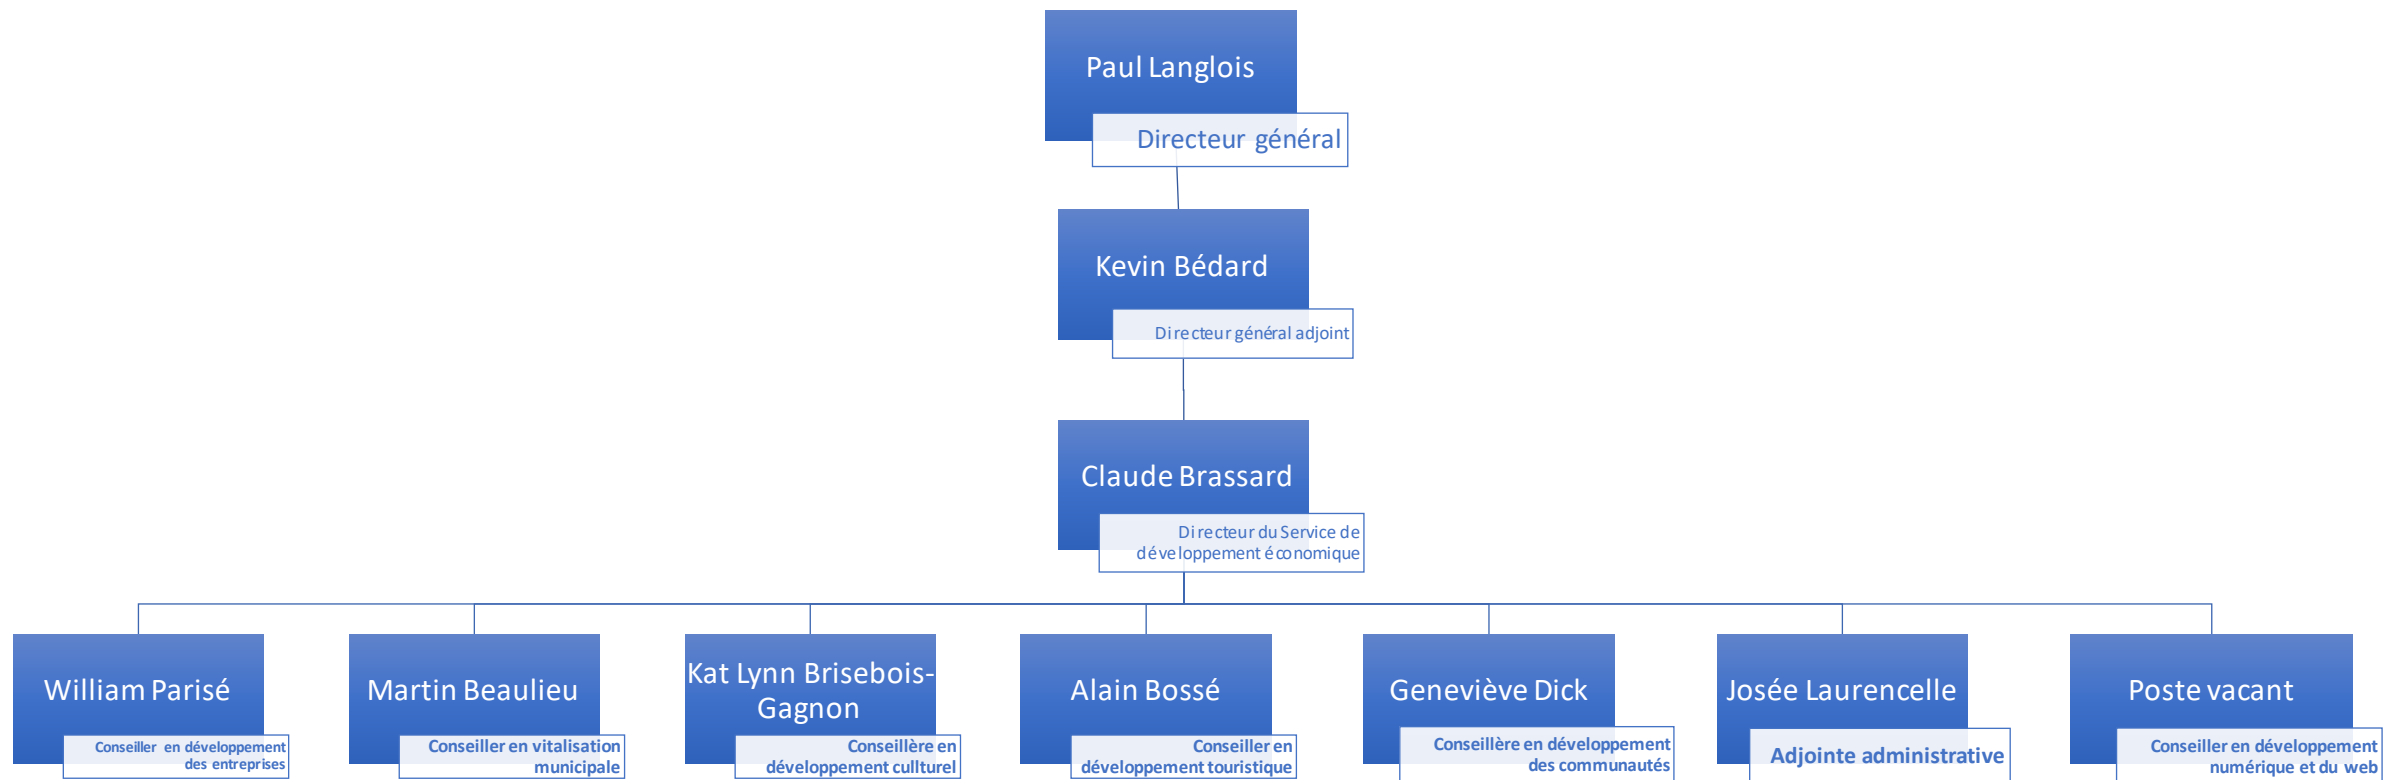 Paul Langlois
Directeur général
Kevin Bédard
Directeur général adjoint
Claude Brassard
Directeur du Service de
développement économique
William Parisé
Conseiller en développement
des entreprises
Martin Beaulieu
Conseiller en vitalisation
municipale
Kat Lynn Brisebois-
Gagnon
Conseillère en
développement cullturel
Alain Bossé
Conseiller en
développement touristique
Geneviève Dick
Conseillère en développement
des communautés
Josée Laurencelle
Adjointe administrative
Poste vacant
Conseiller en développement
numérique et du web